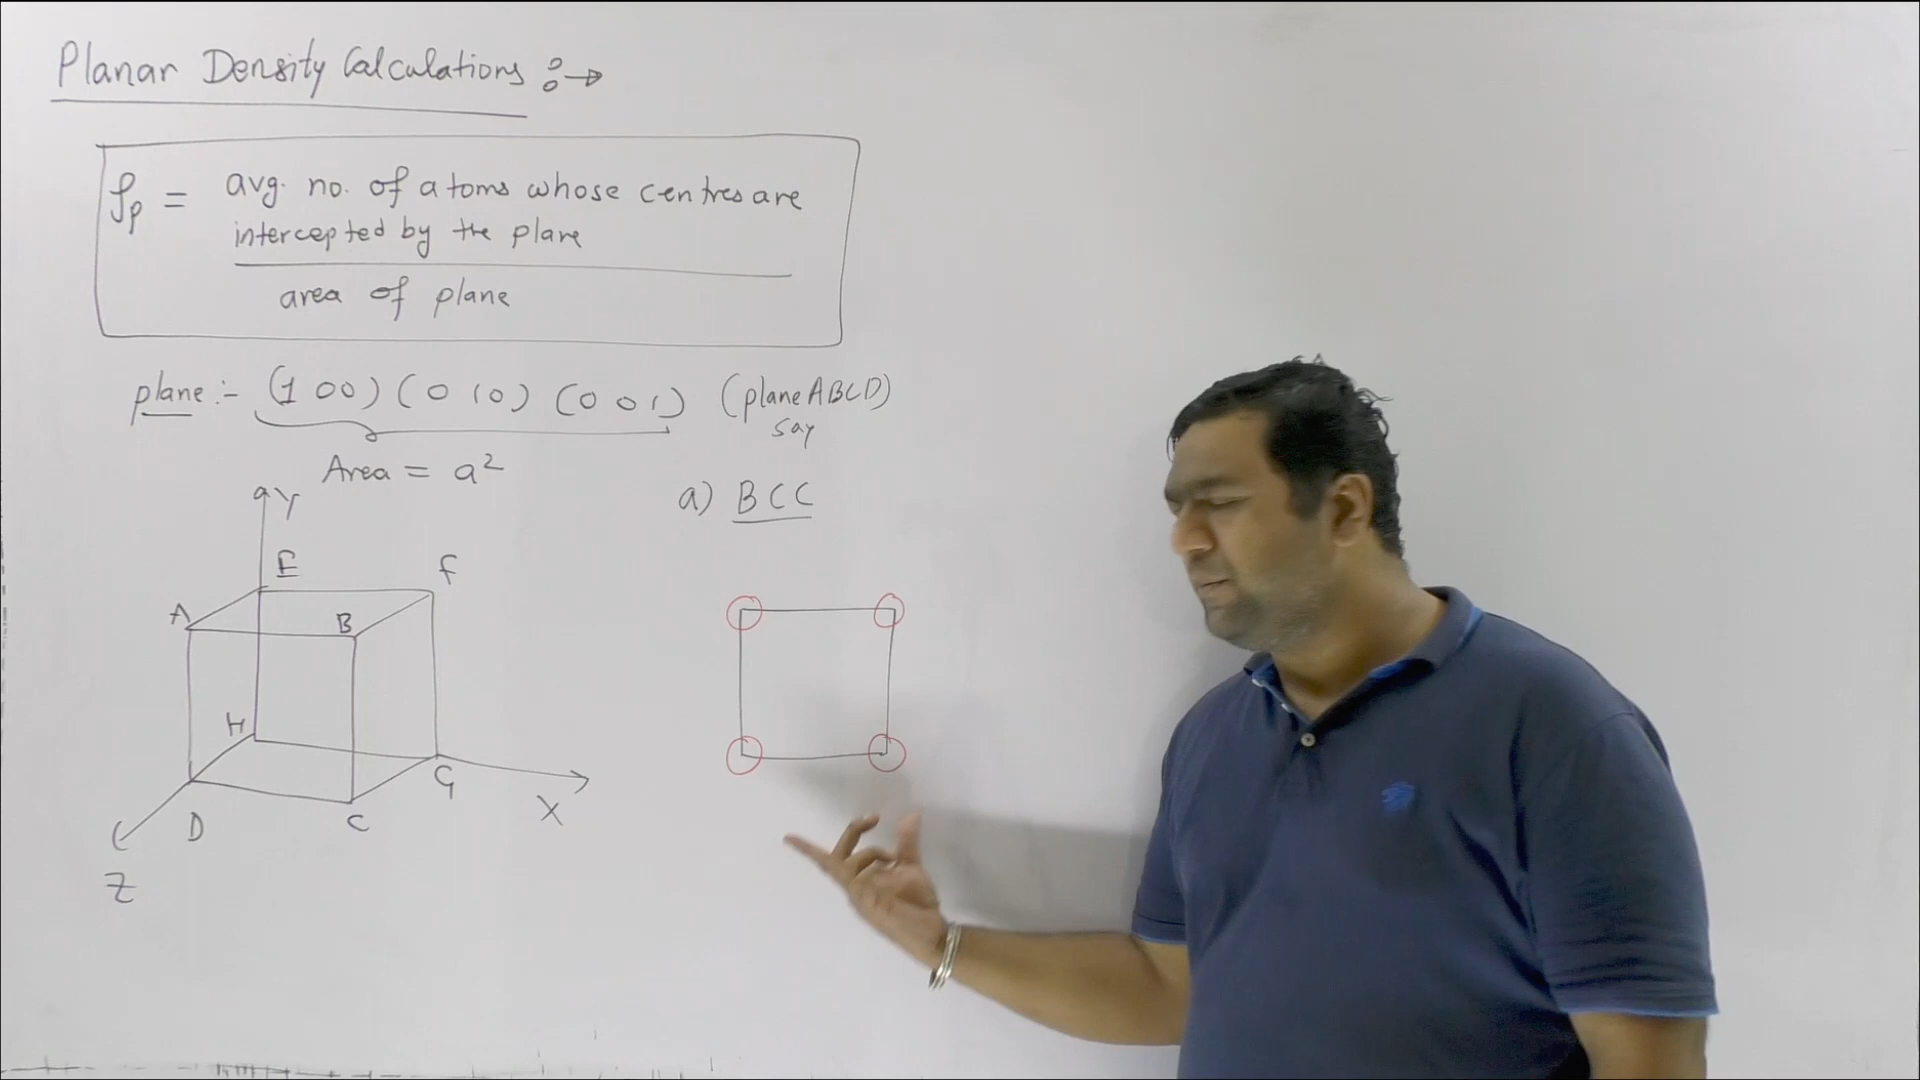 Planar Density Calculations :→
ρp = avg. no. of atoms whose centres are
intercepted by the plane
area of plane
plane :- (1 0 0) (0 1 0) (0 0 1) (plane ABCD)
say
Area = a²
a) BCC
Y
E
F
A
B
H
G
X
D
C
Z